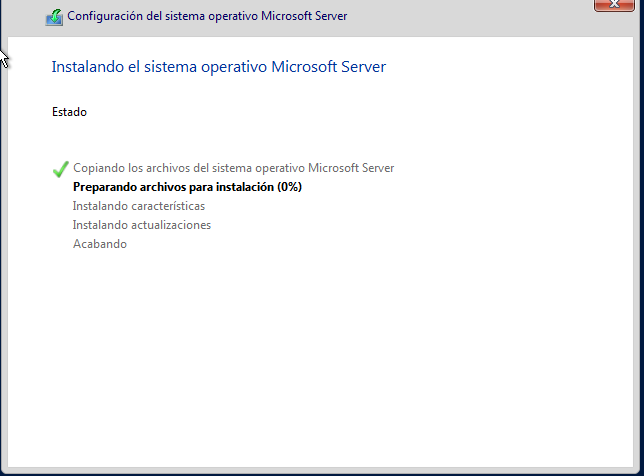 Configuración del sistema operativo Microsoft Server
Instalando el sistema operativo Microsoft Server
Estado
Copiando los archivos del sistema operativo Microsoft Server
Preparando archivos para instalación (0%)
Instalando características
Instalando actualizaciones
Acabando